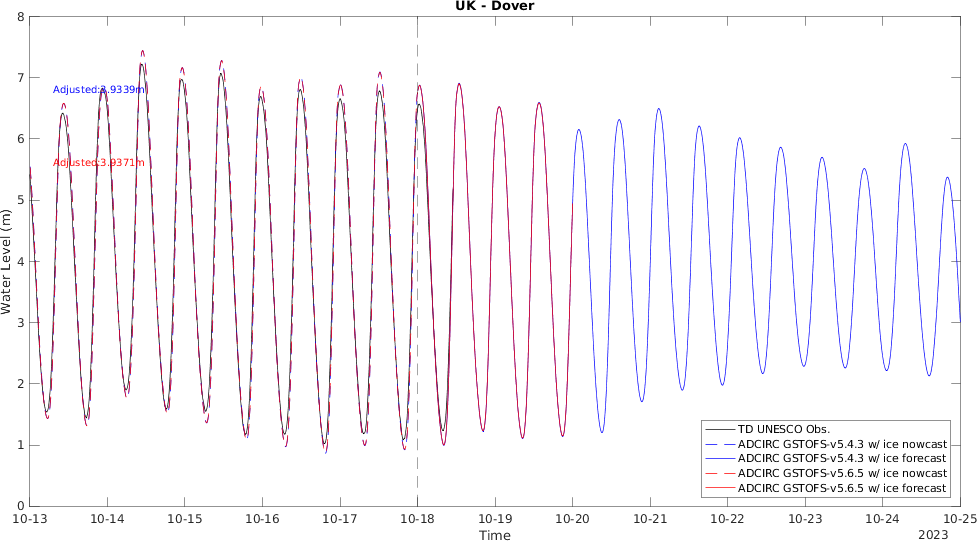 UK - Dover
8
7
6
5
4
3
2
1
0
Water Level (m)
Adjusted:3.9339m
Adjusted:3.9371m
TD UNESCO Obs.
ADCIRC GSTOFS-v5.4.3 w/ ice nowcast
ADCIRC GSTOFS-v5.4.3 w/ ice forecast
ADCIRC GSTOFS-v5.6.5 w/ ice nowcast
ADCIRC GSTOFS-v5.6.5 w/ ice forecast
10-13 10-14 10-15 10-16 10-17 10-18 10-19 10-20 10-21 10-22 10-23 10-24 10-25
Time
2023